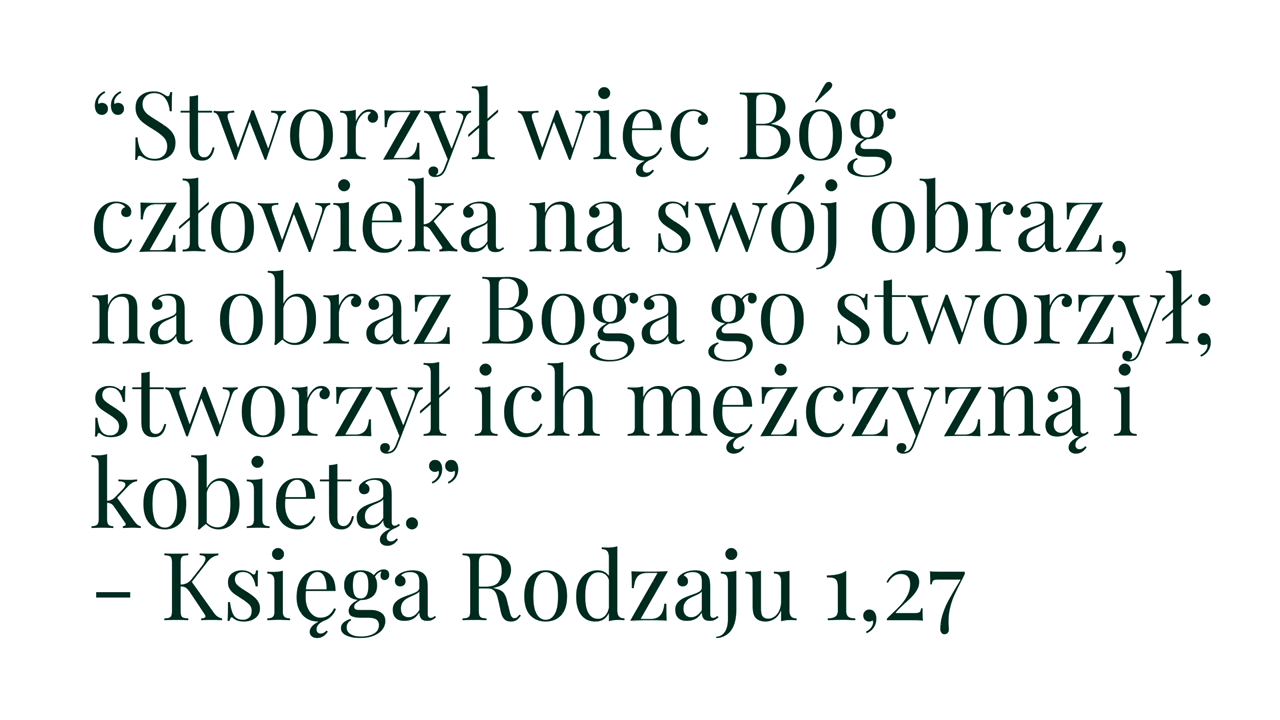 “Stworzył więc Bóg
człowieka na swój obraz,
na obraz Boga go stworzył;
stworzył ich mężczyzną i
kobietą.”
- Księga Rodzaju 1,27